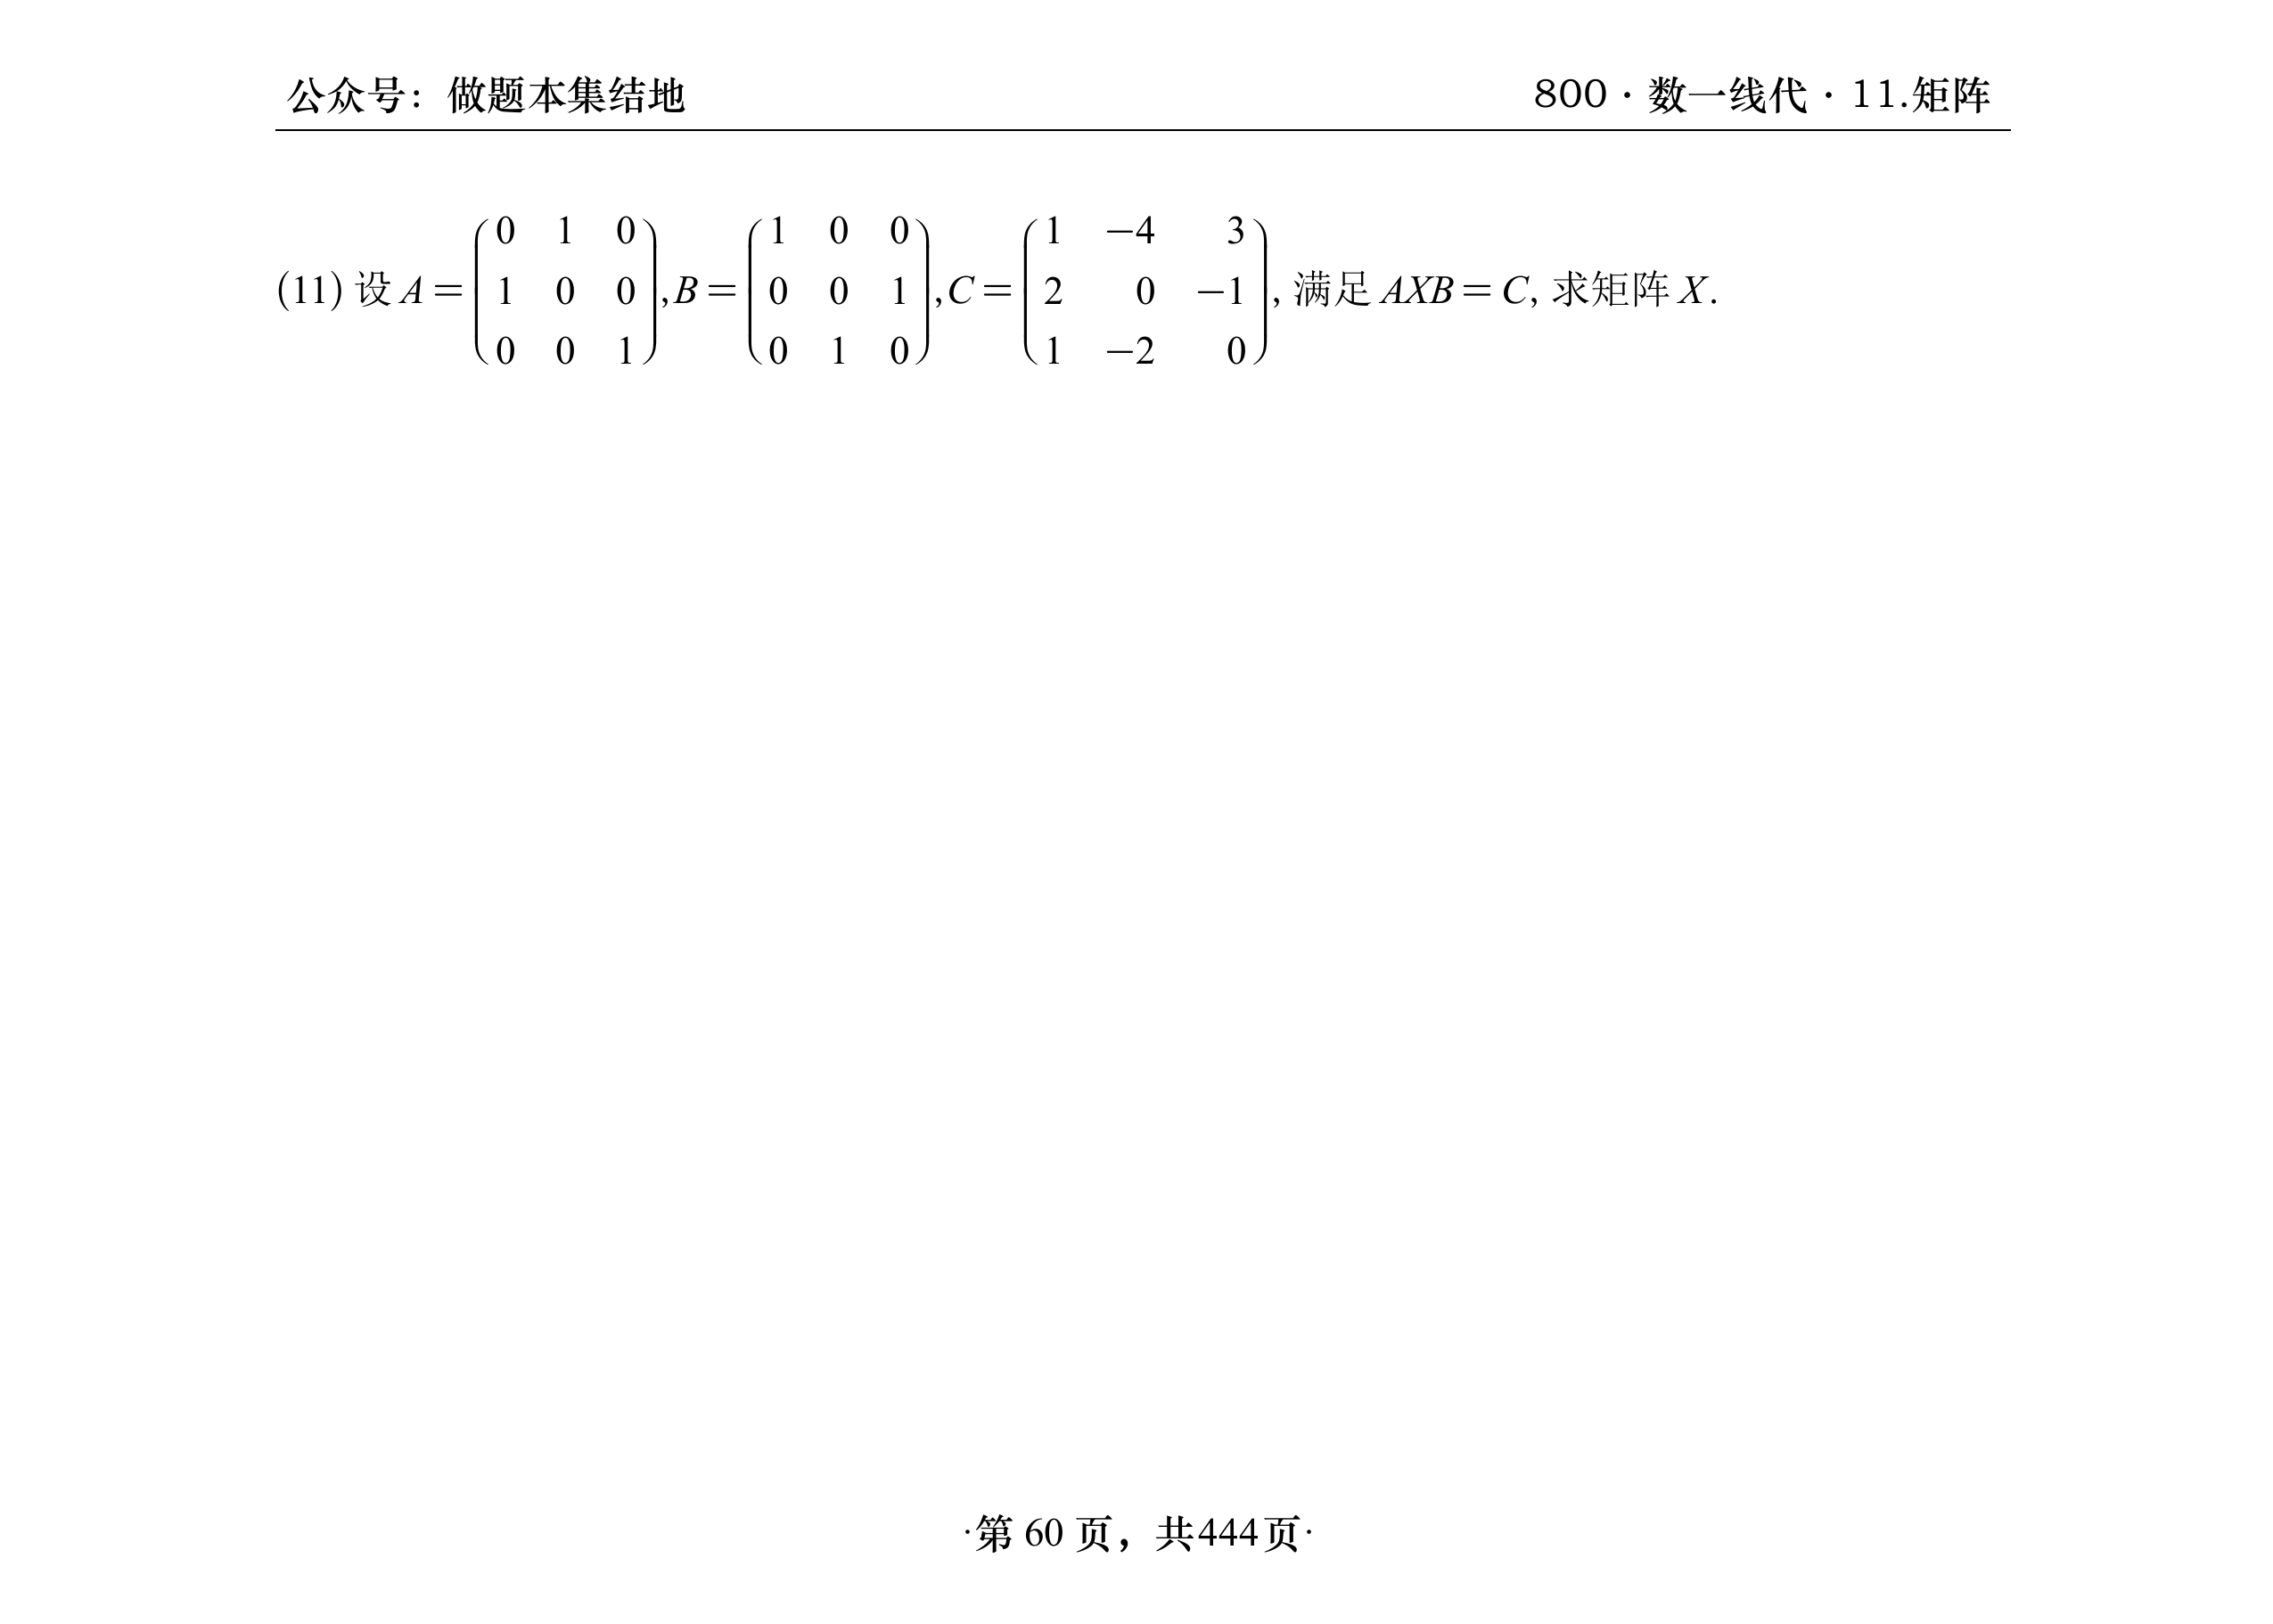 公众号：做题本集结地
800·数一线代·11.矩阵
(11) 设 A = \begin{pmatrix} 0 & 1 & 0 \\ 1 & 0 & 0 \\ 0 & 0 & 1 \end{pmatrix}, B = \begin{pmatrix} 1 & 0 & 0 \\ 0 & 0 & 1 \\ 0 & 1 & 0 \end{pmatrix}, C = \begin{pmatrix} 1 & -4 & 3 \\ 2 & 0 & -1 \\ 1 & -2 & 0 \end{pmatrix}, 满足 AXB = C, 求矩阵 X.
·第 60 页，共444页·